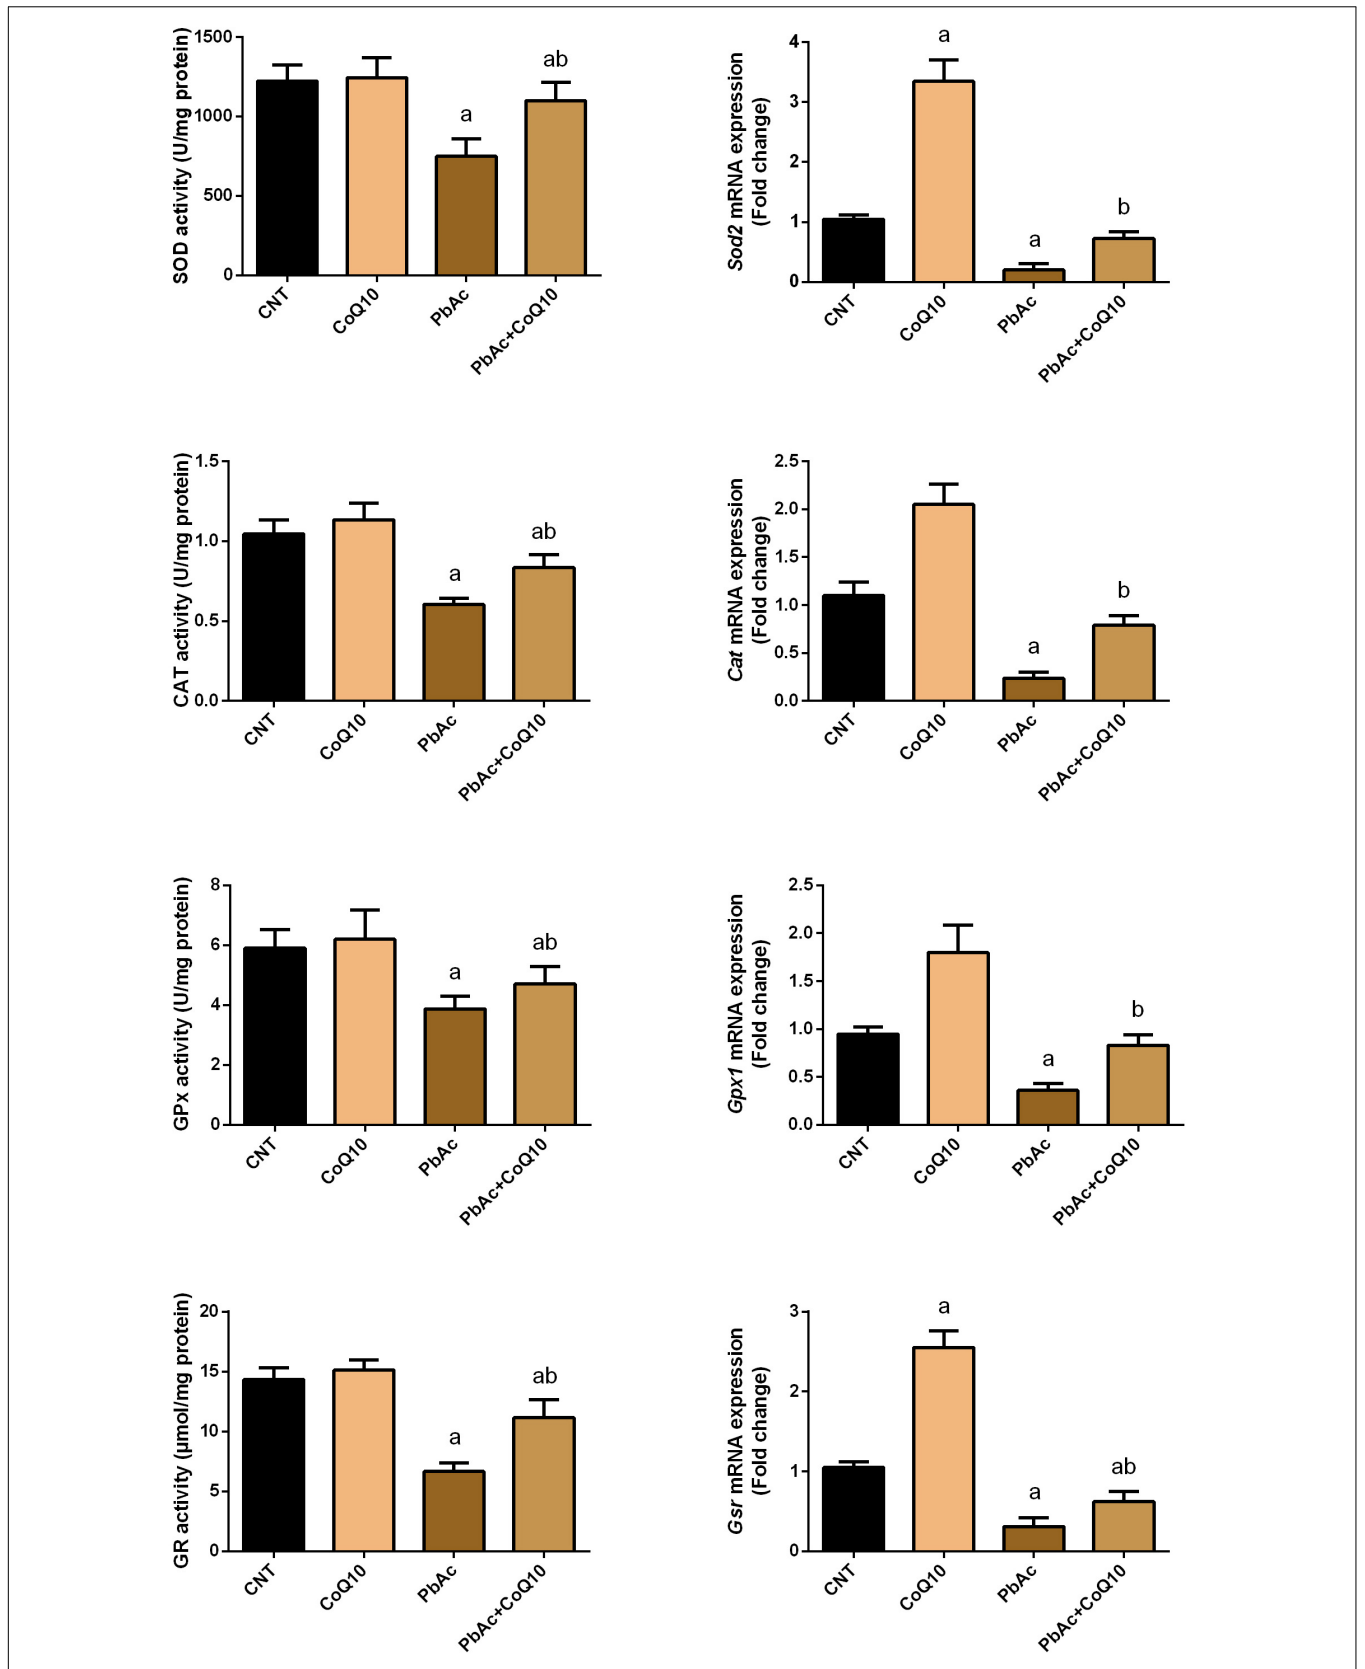 SOD activity (U/mg protein)
1500
1000
500
0
a
ab
CNT
CoQ10
PbAc
PbAc+CoQ10
Sod2 mRNA expression
(Fold change)
4
3
2
1
0
a
a
b
CNT
CoQ10
PbAc
PbAc+CoQ10
CAT activity (U/mg protein)
1.5
1.0
0.5
0.0
a
ab
CNT
CoQ10
PbAc
PbAc+CoQ10
Cat mRNA expression
(Fold change)
2.5
2.0
1.5
1.0
0.5
0.0
a
b
CNT
CoQ10
PbAc
PbAc+CoQ10
GPx activity (U/mg protein)
8
6
4
2
0
a
ab
CNT
CoQ10
PbAc
PbAc+CoQ10
Gpx1 mRNA expression
(Fold change)
2.5
2.0
1.5
1.0
0.5
0.0
a
b
CNT
CoQ10
PbAc
PbAc+CoQ10
GR activity (μmol/mg protein)
20
15
10
5
0
a
ab
CNT
CoQ10
PbAc
PbAc+CoQ10
Gsr mRNA expression
(Fold change)
3
2
1
0
a
a
ab
CNT
CoQ10
PbAc
PbAc+CoQ10